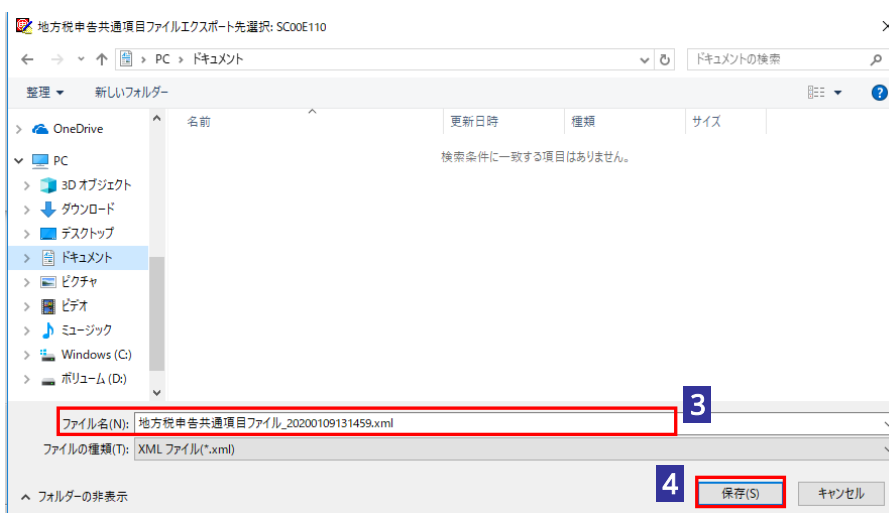 地方税申告共通項目ファイルエクスポート先選択: SC00E110
PC › ドキュメント
ドキュメントの検索
整理 新しいフォルダー
名前 更新日時 種類 サイズ
検索条件に一致する項目はありません。
OneDrive
PC
3D オブジェクト
ダウンロード
デスクトップ
ドキュメント
ピクチャ
ビデオ
ミュージック
Windows (C:)
ボリューム (D:)
3
ファイル名(N): 地方税申告共通項目ファイル_20200109131459.xml
ファイルの種類(T): XML ファイル(*.xml)
4
フォルダーの非表示 保存(S) キャンセル